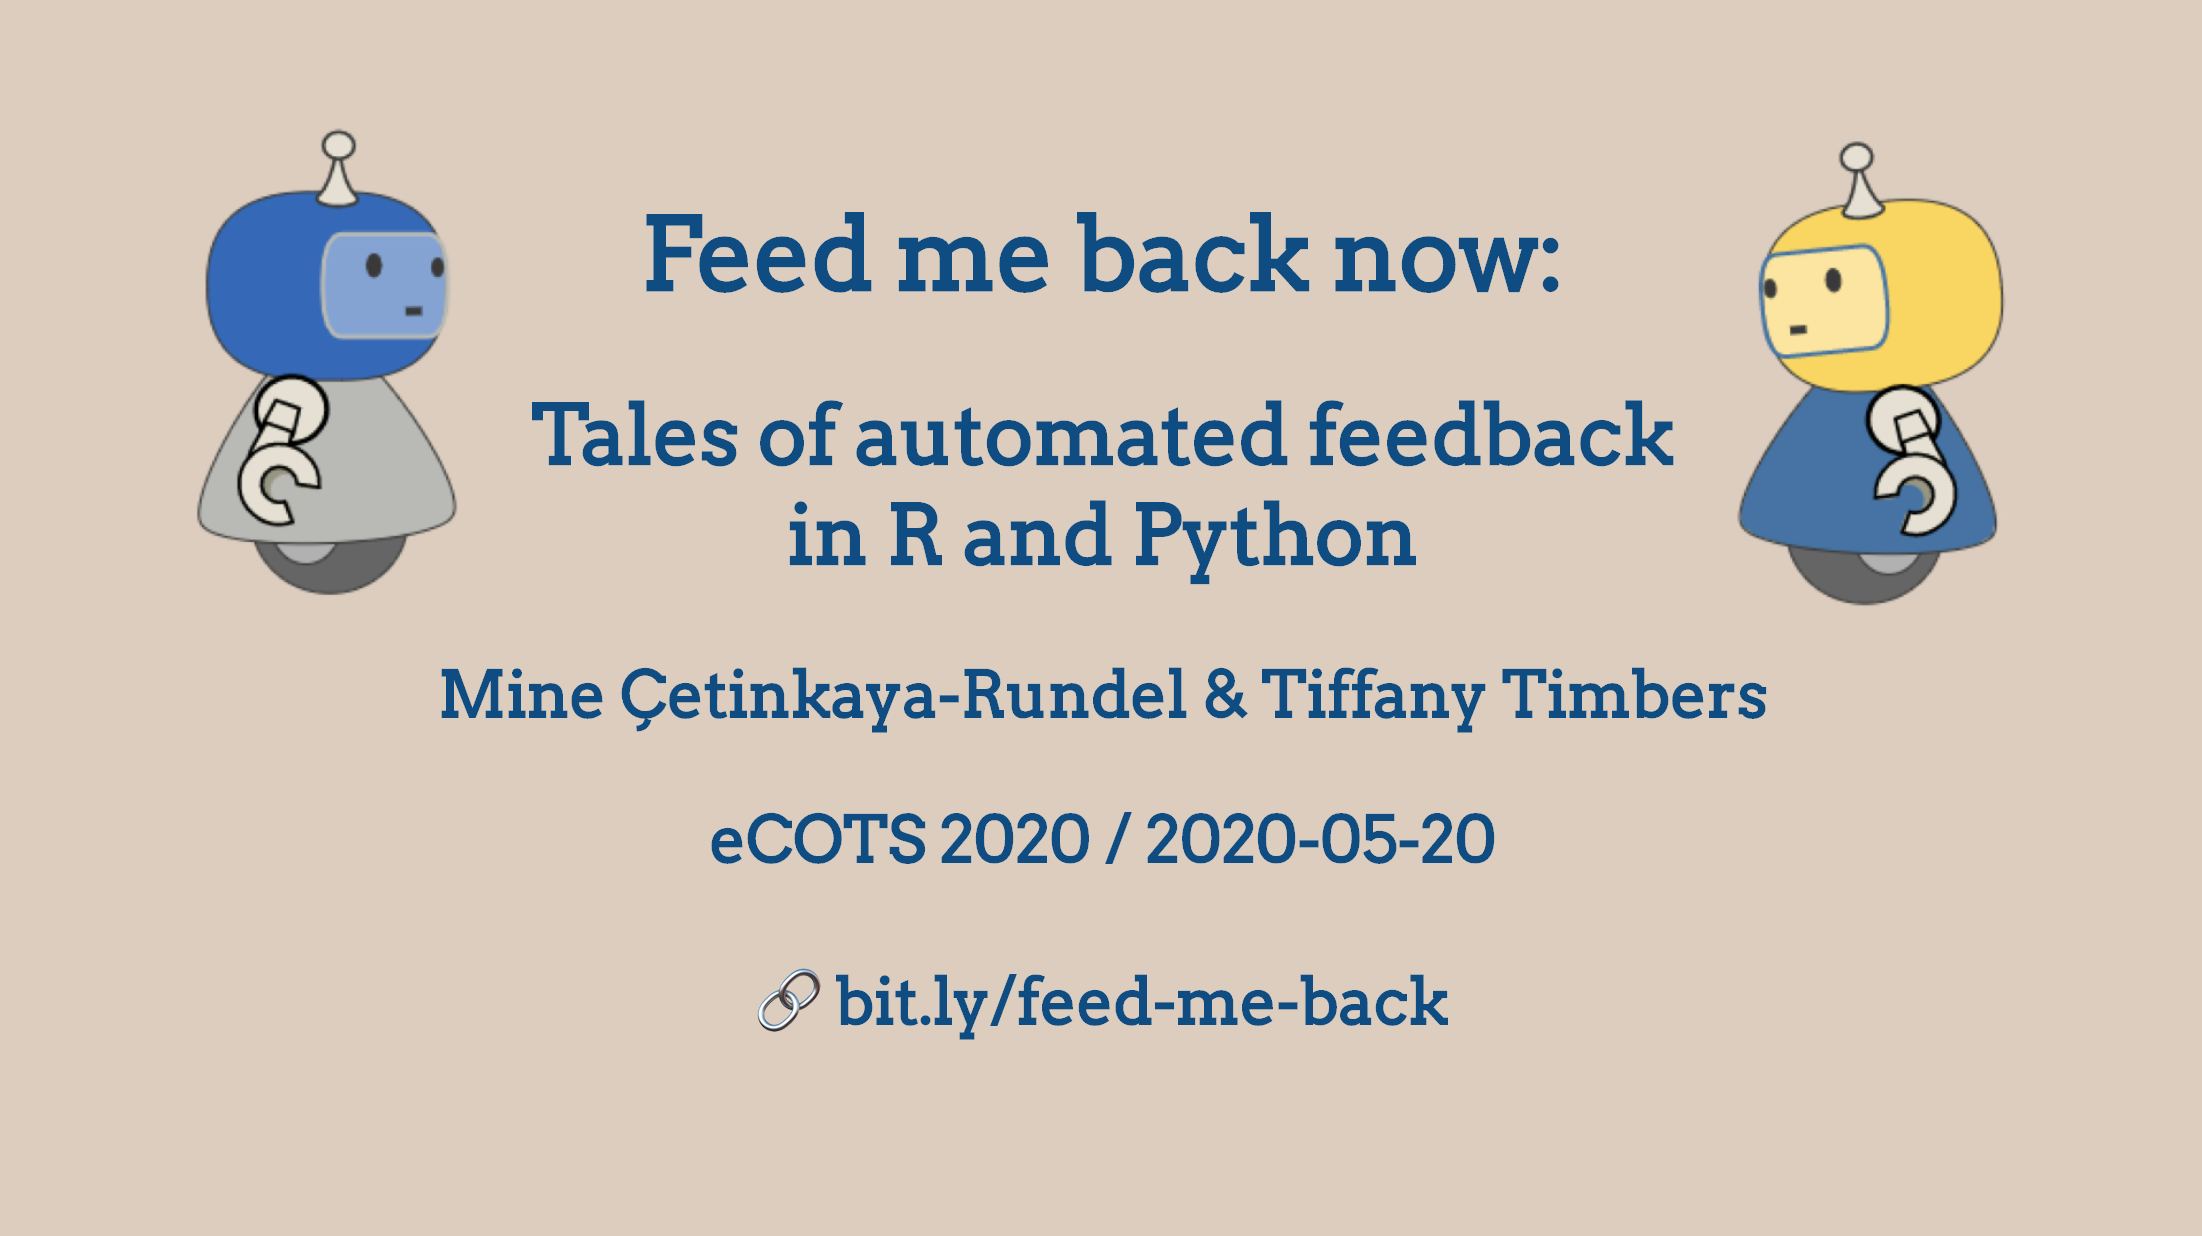 Feed me back now:
Tales of automated feedback
in R and Python
Mine Çetinkaya-Rundel & Tiffany Timbers
eCOTS 2020 / 2020-05-20
🔗 bit.ly/feed-me-back